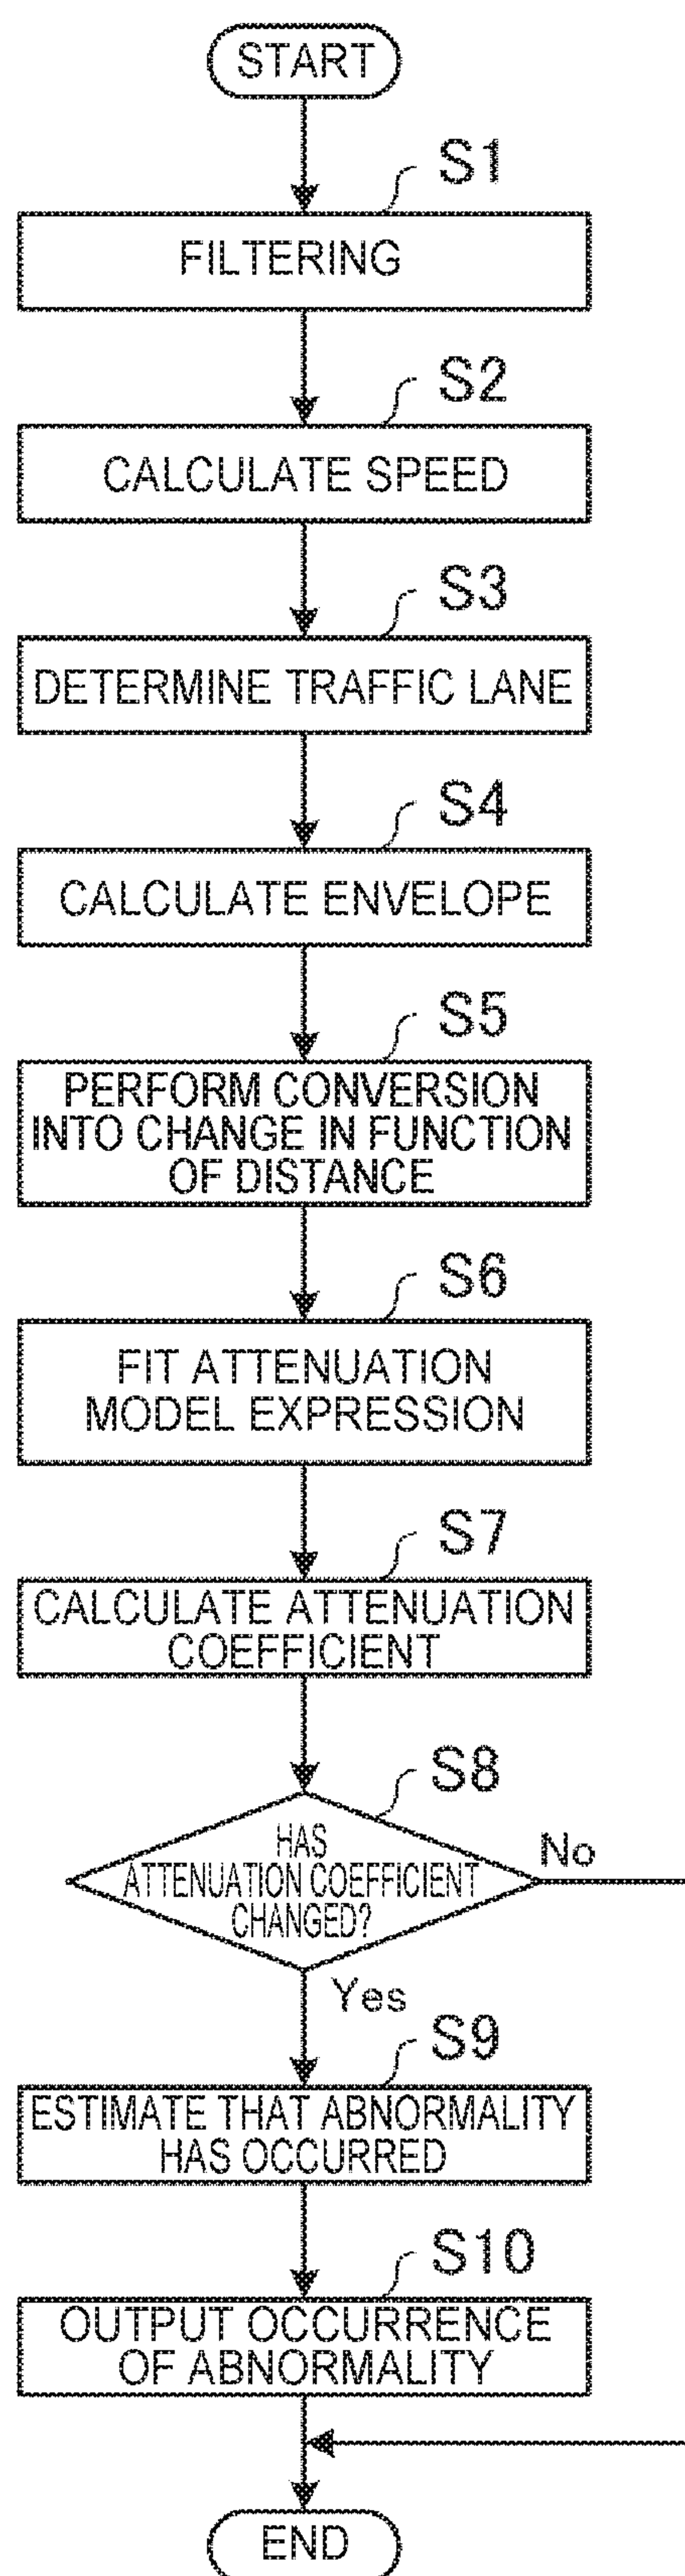 START
S1
FILTERING
S2
CALCULATE SPEED
S3
DETERMINE TRAFFIC LANE
S4
CALCULATE ENVELOPE
S5
PERFORM CONVERSION
INTO CHANGE IN FUNCTION
OF DISTANCE
S6
FIT ATTENUATION
MODEL EXPRESSION
S7
CALCULATE ATTENUATION
COEFFICIENT
S8
HAS
ATTENUATION COEFFICIENT
CHANGED?
No
Yes
S9
ESTIMATE THAT ABNORMALITY
HAS OCCURRED
S10
OUTPUT OCCURRENCE
OF ABNORMALITY
END